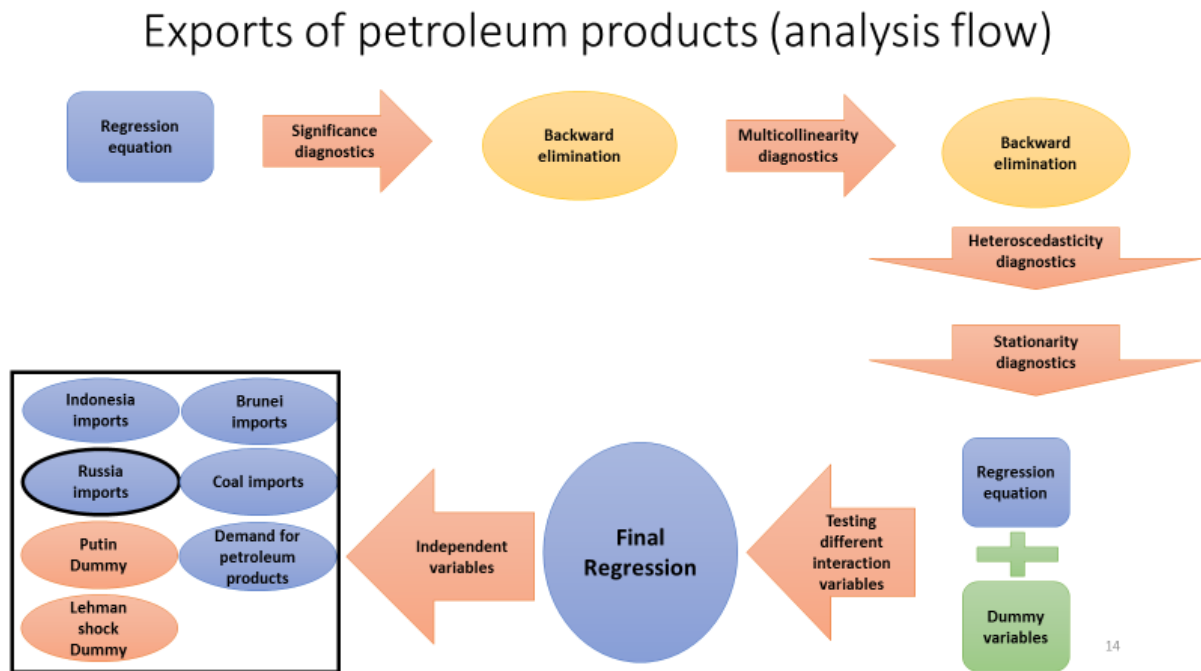 Exports of petroleum products (analysis flow)
Regression
equation
Significance
diagnostics
Backward
elimination
Multicollinearity
diagnostics
Backward
elimination
Heteroscedasticity
diagnostics
Stationarity
diagnostics
Regression
equation
Dummy
variables
Testing
different
interaction
variables
Final
Regression
Independent
variables
Indonesia
imports
Brunei
imports
Russia
imports
Coal imports
Putin
Dummy
Demand for
petroleum
products
Lehman
shock
Dummy
14